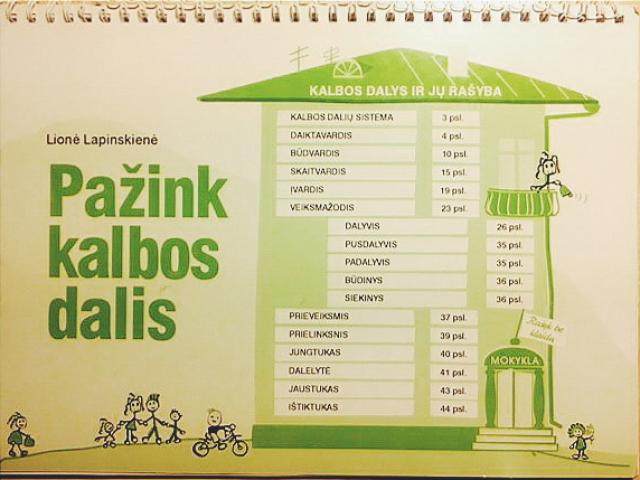 KALBOS DALYS IR JŲ RAŠYBA
Lionė Lapinskienė
Pažink
kalbos
dalis
KALBOS DALIŲ SISTEMA 3 psl.
DAIKTAVARDIS 4 psl.
BŪDVARDIS 10 psl.
SKAITVARDIS 15 psl.
ĮVARDIS 19 psl.
VEIKSMAŽODIS 23 psl.
DALYVIS 26 psl.
PUSDALYVIS 35 psl.
PADALYVIS 35 psl.
BŪDINYS 36 psl.
SIEKINYS 36 psl.
PRIEVEIKSMIS 37 psl.
PRIELINKSNIS 39 psl.
JUNGTUKAS 40 psl.
DALELYTĖ 41 psl.
JAUSTUKAS 43 psl.
IŠTIKTUKAS 44 psl.
Rašyk be
klaidų
MOKYKLA